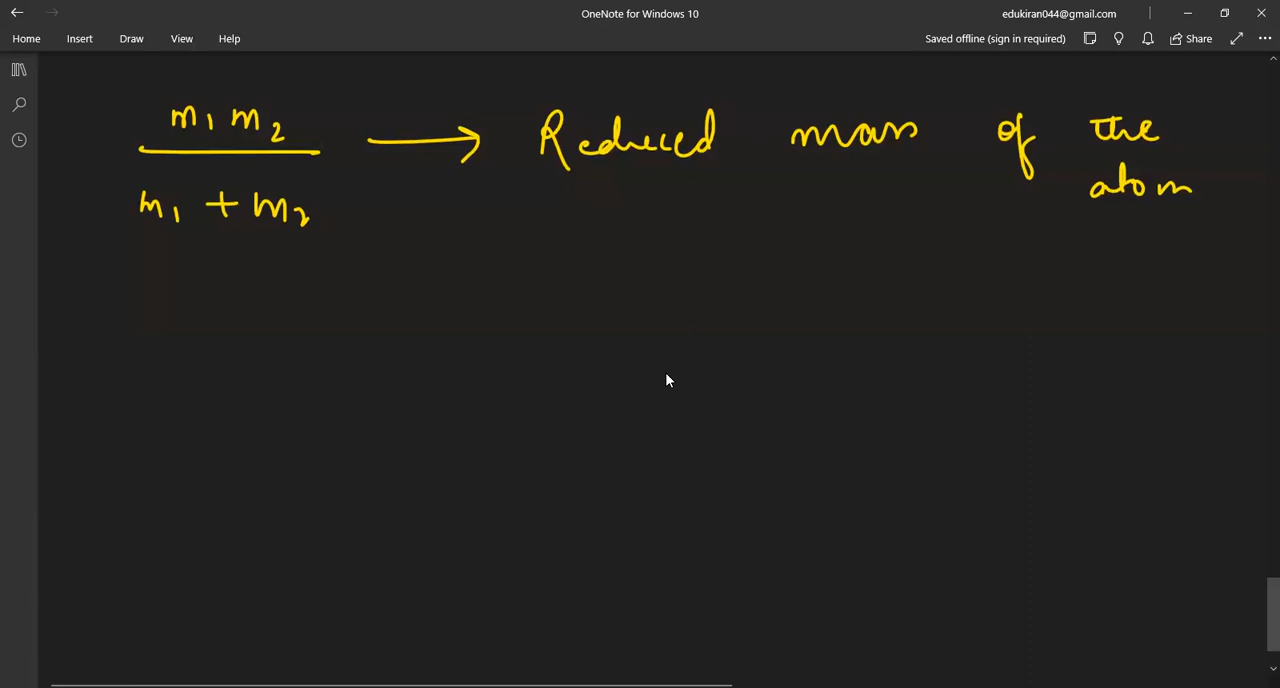 OneNote for Windows 10
edukiran044@gmail.com
Home Insert Draw View Help
Saved offline (sign in required) Share
m₁ m₂ / m₁ + m₂ → Reduced mass of the
atom